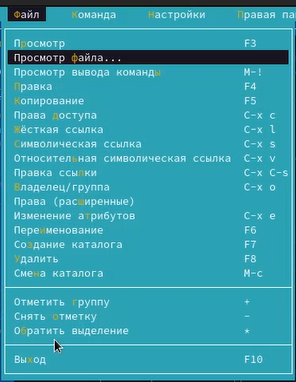 Файл Команда Настройки Правая па
Просмотр F3
Просмотр файла...
Просмотр вывода команды M-!
Правка F4
Копирование F5
Права доступа C-x c
Жёсткая ссылка C-x l
Символическая ссылка C-x s
Относительная символическая ссылка C-x v
Правка ссылки C-x C-s
Владелец/группа C-x o
Права (расширенные)
Изменение атрибутов C-x e
Переименование F6
Создание каталога F7
Удалить F8
Смена каталога M-c
Отметить группу +
Снять отметку -
Обратить выделение *
Выход F10